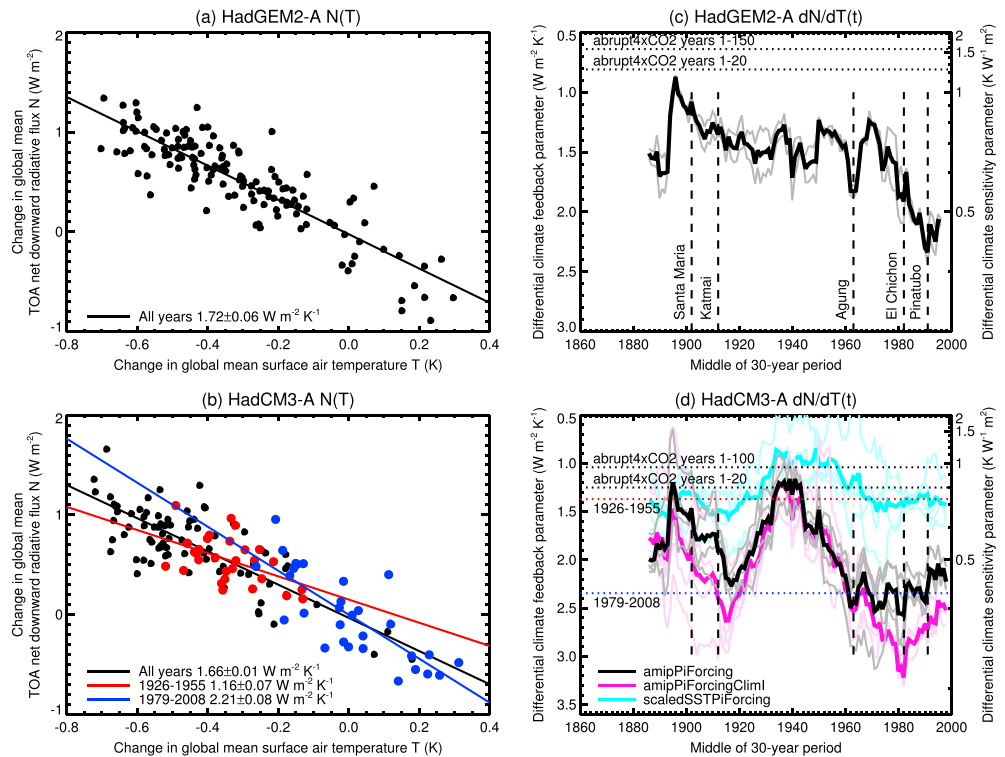 (a) HadGEM2-A N(T)
2
1
0
-1
Change in global mean
TOA net downward radiative flux N (W m-2)
All years 1.72±0.06 W m-2 K-1
-0.8 -0.6 -0.4 -0.2 0.0 0.2 0.4
Change in global mean surface air temperature T (K)
(c) HadGEM2-A dN/dT(t)
0.5
1.0
1.5
2.0
2.5
3.0
Differential climate feedback parameter (W m-2 K-1)
abrupt4xCO2 years 1-150
abrupt4xCO2 years 1-20
Santa Maria
Katmai
Agung
El Chichon
Pinatubo
2
1.5
1
0.5
Differential climate sensitivity parameter (K W-1 m2)
1860 1880 1900 1920 1940 1960 1980 2000
Middle of 30-year period
(b) HadCM3-A N(T)
2
1
0
-1
Change in global mean
TOA net downward radiative flux N (W m-2)
All years 1.66±0.01 W m-2 K-1
1926-1955 1.16±0.07 W m-2 K-1
1979-2008 2.21±0.08 W m-2 K-1
-0.8 -0.6 -0.4 -0.2 0.0 0.2 0.4
Change in global mean surface air temperature T (K)
(d) HadCM3-A dN/dT(t)
0.5
1.0
1.5
2.0
2.5
3.0
3.5
Differential climate feedback parameter (W m-2 K-1)
abrupt4xCO2 years 1-100
abrupt4xCO2 years 1-20
1926-1955
1979-2008
amipPiForcing
amipPiForcingClimI
scaledSSTPiForcing
2
1.5
1
0.5
Differential climate sensitivity parameter (K W-1 m2)
1860 1880 1900 1920 1940 1960 1980 2000
Middle of 30-year period